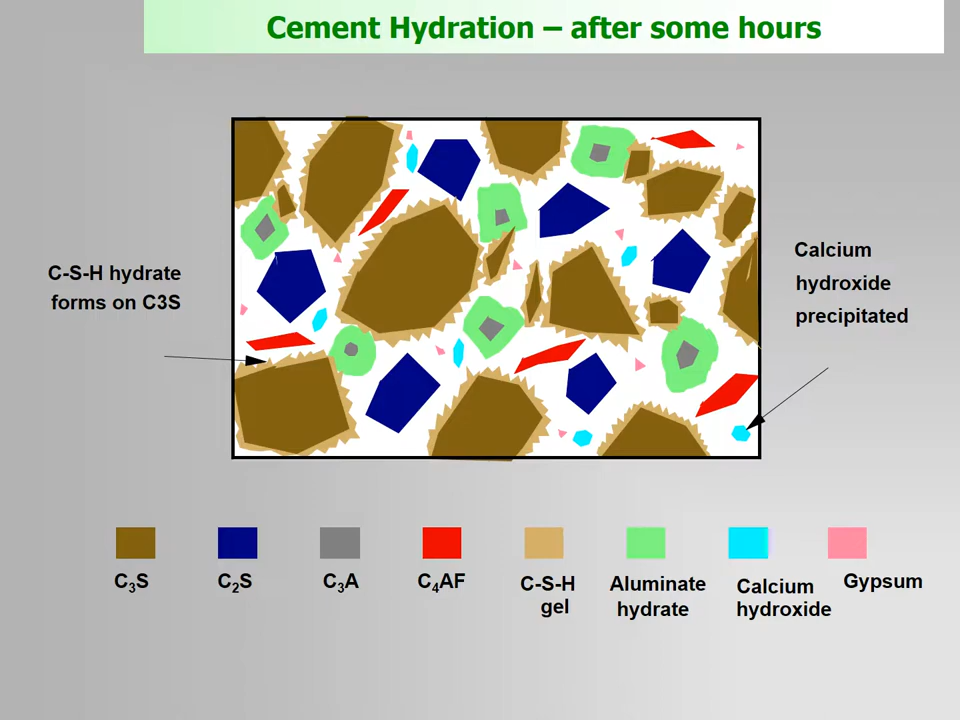 Cement Hydration – after some hours
C-S-H hydrate
forms on C3S
Calcium
hydroxide
precipitated
C₃S
C₂S
C₃A
C₄AF
C-S-H
gel
Aluminate
hydrate
Calcium
hydroxide
Gypsum